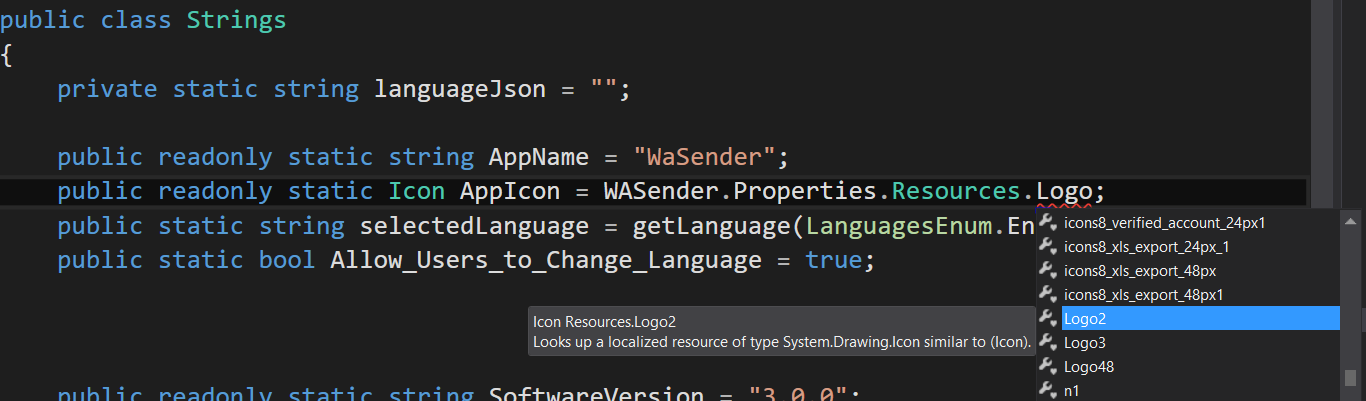 public class Strings
{
private static string languageJson = "";
public readonly static string AppName = "WaSender";
public readonly static Icon AppIcon = WASender.Properties.Resources.Logo;
public static string selectedLanguage = getLanguage(LanguagesEnum.En
public static bool Allow_Users_to_Change_Language = true;
icons8_verified_account_24px1
icons8_xls_export_24px_1
icons8_xls_export_48px
icons8_xls_export_48px1
Logo2
Logo3
Logo48
n1
Icon Resources.Logo2
Looks up a localized resource of type System.Drawing.Icon similar to (Icon).
public readonly static string SoftwareVersion = "3.0.0";